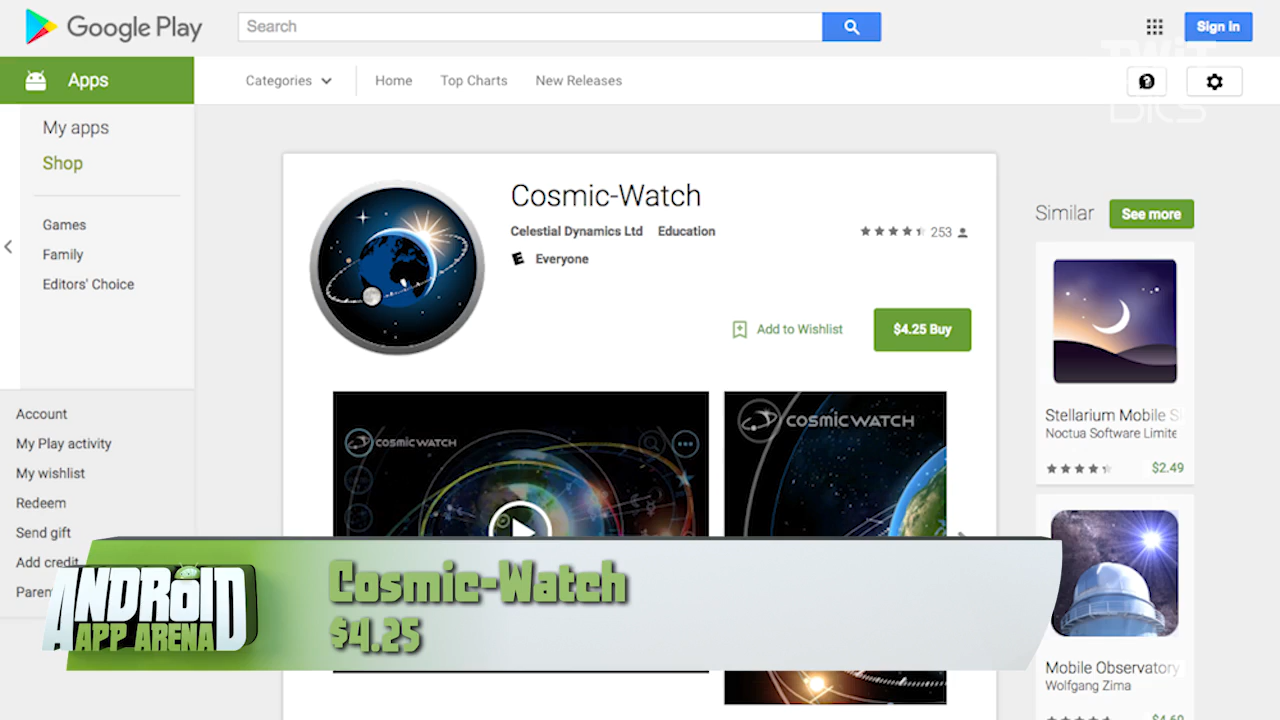 Google Play
Search
Sign In
TWiT
Bits
Apps
Categories
Home
Top Charts
New Releases
My apps
Shop
Games
Family
Editors' Choice
Account
My Play activity
My wishlist
Redeem
Send gift
Add credit
Cosmic-Watch
Celestial Dynamics Ltd Education
253
E Everyone
Add to Wishlist
$4.25 Buy
COSMIC WATCH
COSMIC WATCH
Similar
See more
Stellarium Mobile
Noctua Software Limite
$2.49
Mobile Observatory
Wolfgang Zima
ANDROID
APP ARENA
Cosmic-Watch
$4.25